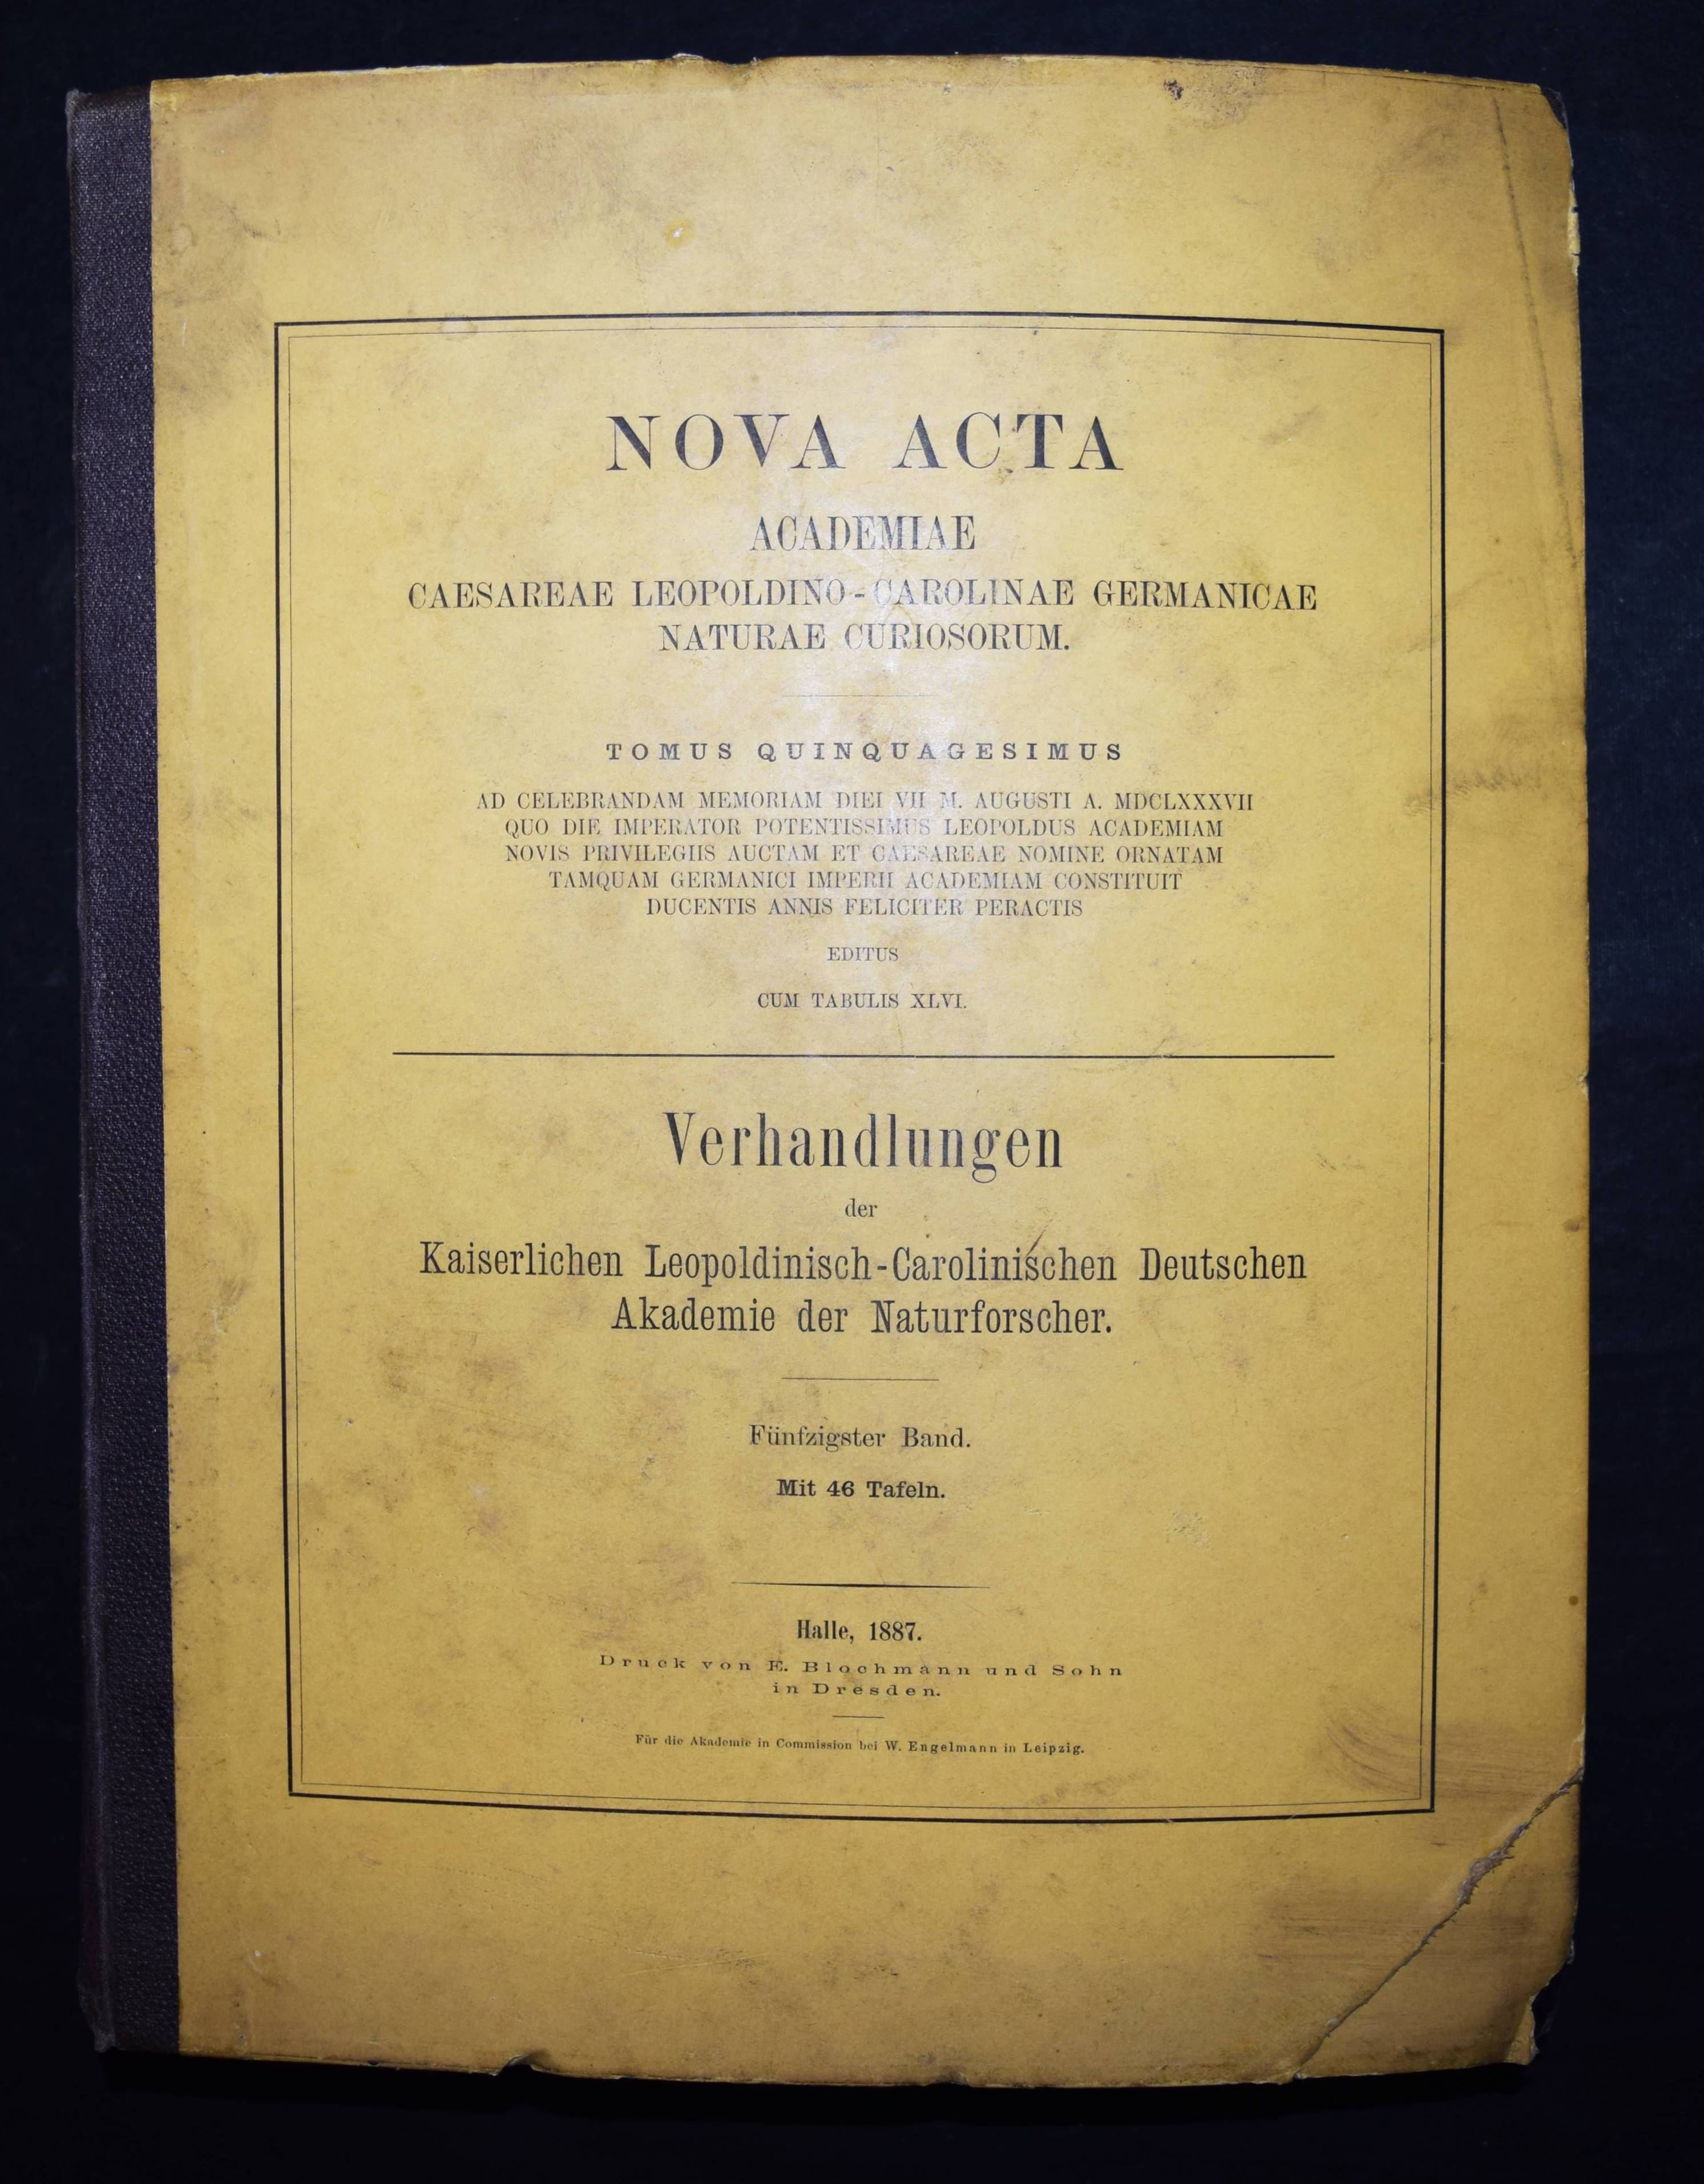 NOVA ACTA
ACADEMIAE
CAESAREAE LEOPOLDINO-CAROLINAE GERMANICAE
NATURAE CURIOSORUM.
TOMUS QUINQUAGESIMUS
AD CELEBRANDAM MEMORIAM DIEI VII M. AUGUSTI A. MDCLXXXVII
QUO DIE IMPERATOR POTENTISSIMUS LEOPOLDUS ACADEMIAM
NOVIS PRIVILEGIIS AUCTAM ET CAESAREAE NOMINE ORNATAM
TAMQUAM GERMANICI IMPERII ACADEMIAM CONSTITUIT
DUCENTIS ANNIS FELICITER PERACTIS
EDITUS
CUM TABULIS XLVI.
Verhandlungen
der
Kaiserlichen Leopoldinisch-Carolinischen Deutschen
Akademie der Naturforscher.
Fünfzigster Band.
Mit 46 Tafeln.
Halle, 1887.
Druck von E. Blochmann und Sohn
in Dresden.
Für die Akademie in Commission bei W. Engelmann in Leipzig.